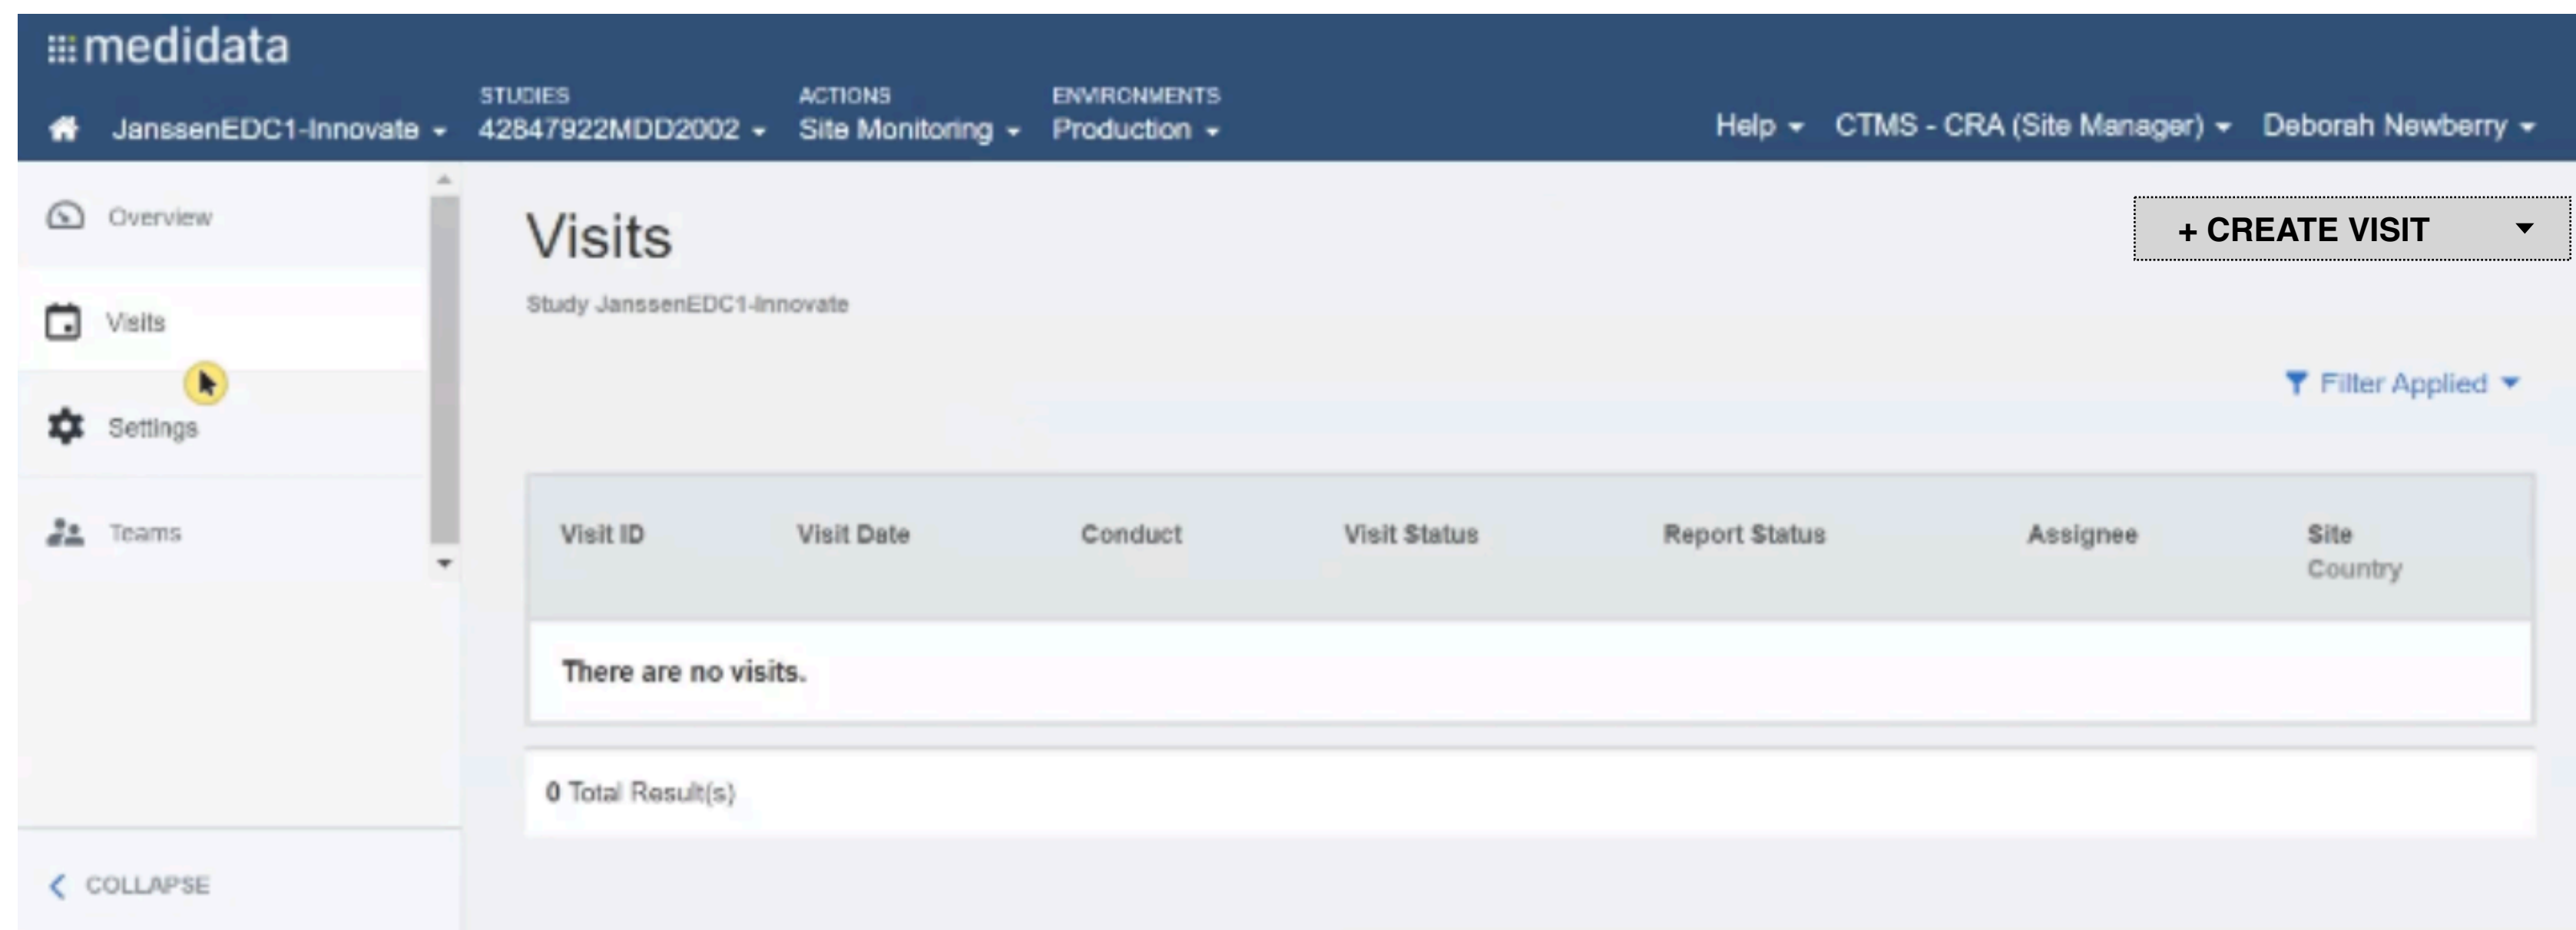 medidata
STUDIES ACTIONS ENVIRONMENTS
JanssenEDC1-Innovate 42847922MDD2002 Site Monitoring Production Help CTMS - CRA (Site Manager) Deborah Newberry
Overview
Visits
Settings
Teams
COLLAPSE
Visits
+ CREATE VISIT
Study JanssenEDC1-Innovate
Filter Applied
Visit ID Visit Date Conduct Visit Status Report Status Assignee Site
Country
There are no visits.
0 Total Result(s)